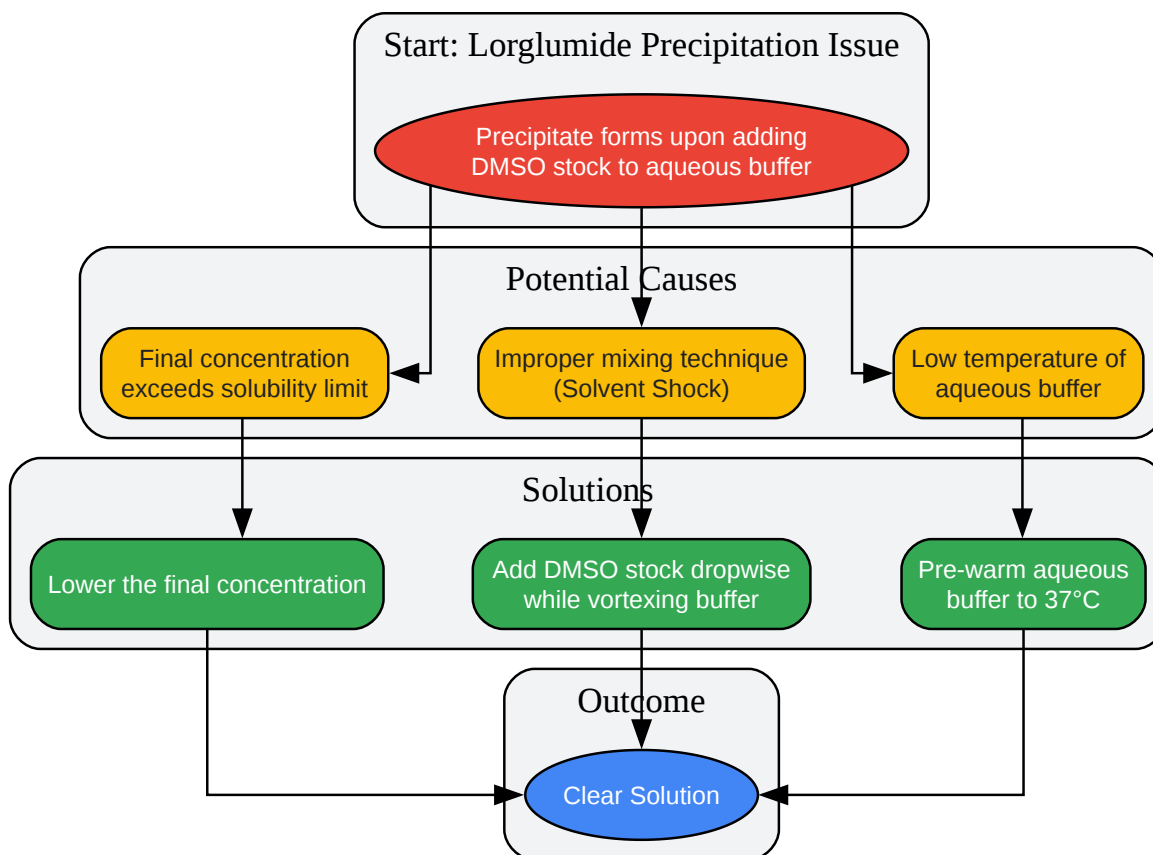 Start: Lorglumide Precipitation Issue
Precipitate forms upon adding
DMSO stock to aqueous buffer
Potential Causes
Final concentration
exceeds solubility limit
Improper mixing technique
(Solvent Shock)
Low temperature of
aqueous buffer
Solutions
Lower the final concentration
Add DMSO stock dropwise
while vortexing buffer
Pre-warm aqueous
buffer to 37°C
Outcome
Clear Solution